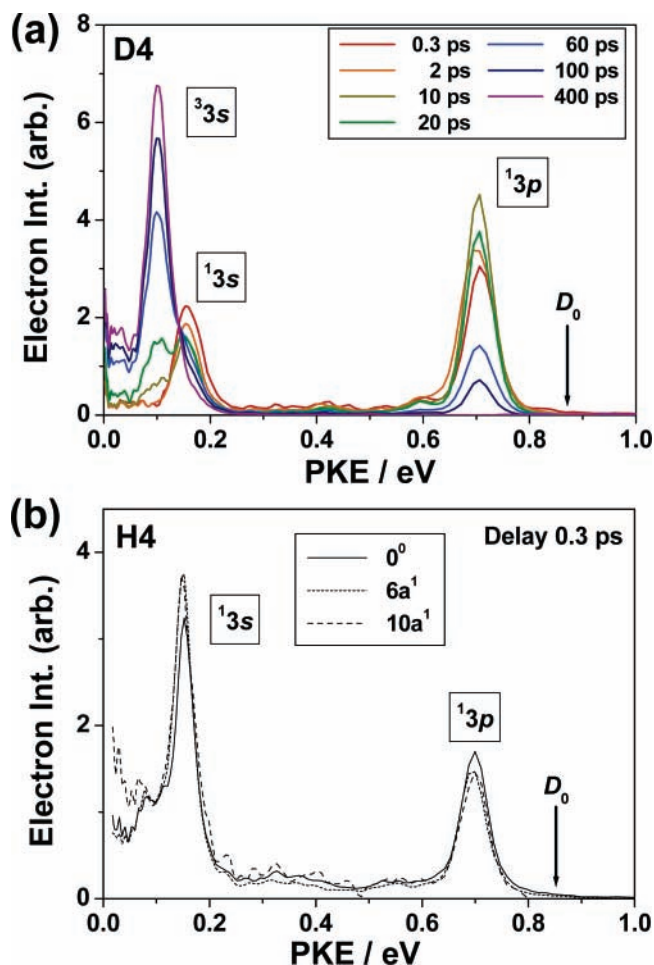 (a)
D4
0.3 ps
2 ps
10 ps
20 ps
60 ps
100 ps
400 ps
³3s
¹3s
¹3p
D₀
8
6
4
2
0
Electron Int. (arb.)
0.0 0.2 0.4 0.6 0.8 1.0
PKE / eV
(b)
H4
0⁰
6a¹
10a¹
Delay 0.3 ps
¹3s
¹3p
D₀
4
2
0
Electron Int. (arb.)
0.0 0.2 0.4 0.6 0.8 1.0
PKE / eV